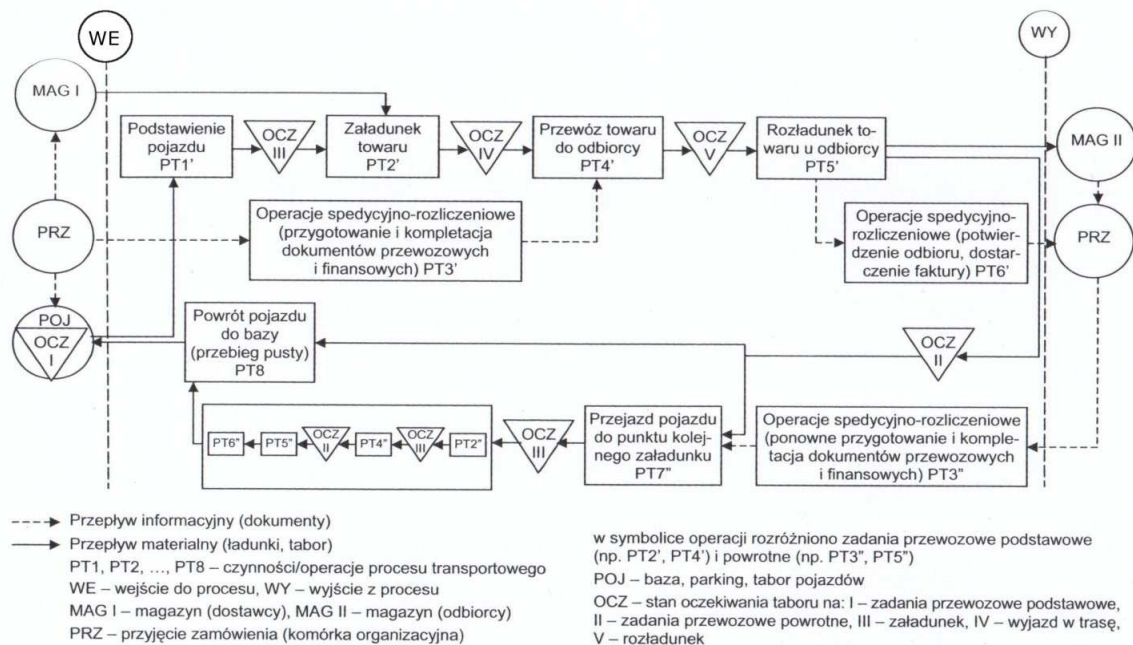 WE
WY
MAG I
Podstawienie
pojazdu
PT1'
OCZ
III
Załadunek
towaru
PT2'
OCZ
IV
Przewóz towaru
do odbiorcy
PT4'
OCZ
V
Rozładunek to-
waru u odbiorcy
PT5'
MAG II
PRZ
Operacje spedycyjno-rozliczeniowe
(przygotowanie i kompletacja
dokumentów przewozowych
i finansowych) PT3'
Operacje spedycyjno-
rozliczeniowe (potwier-
dzenie odbioru, dostar-
czenie faktury) PT6'
PRZ
POJ
OCZ
I
Powrót pojazdu
do bazy
(przebieg pusty)
PT8
OCZ
II
PT6"
PT5"
OCZ
II
PT4"
OCZ
III
PT2"
OCZ
III
Przejazd pojazdu
do punktu kolej-
nego załadunku
PT7"
Operacje spedycyjno-rozliczeniowe
(ponowne przygotowanie i komple-
tacja dokumentów przewozowych
i finansowych) PT3"
Przepływ informacyjny (dokumenty)
Przepływ materialny (ładunki, tabor)
PT1, PT2, ..., PT8 – czynności/operacje procesu transportowego
WE – wejście do procesu, WY – wyjście z procesu
MAG I – magazyn (dostawcy), MAG II – magazyn (odbiorcy)
PRZ – przyjęcie zamówienia (komórka organizacyjna)
w symbolice operacji rozróżniono zadania przewozowe podstawowe
(np. PT2', PT4') i powrotne (np. PT3", PT5")
POJ – baza, parking, tabor pojazdów
OCZ – stan oczekiwania taboru na: I – zadania przewozowe podstawowe,
II – zadania przewozowe powrotne, III – załadunek, IV – wyjazd w trasę,
V – rozładunek